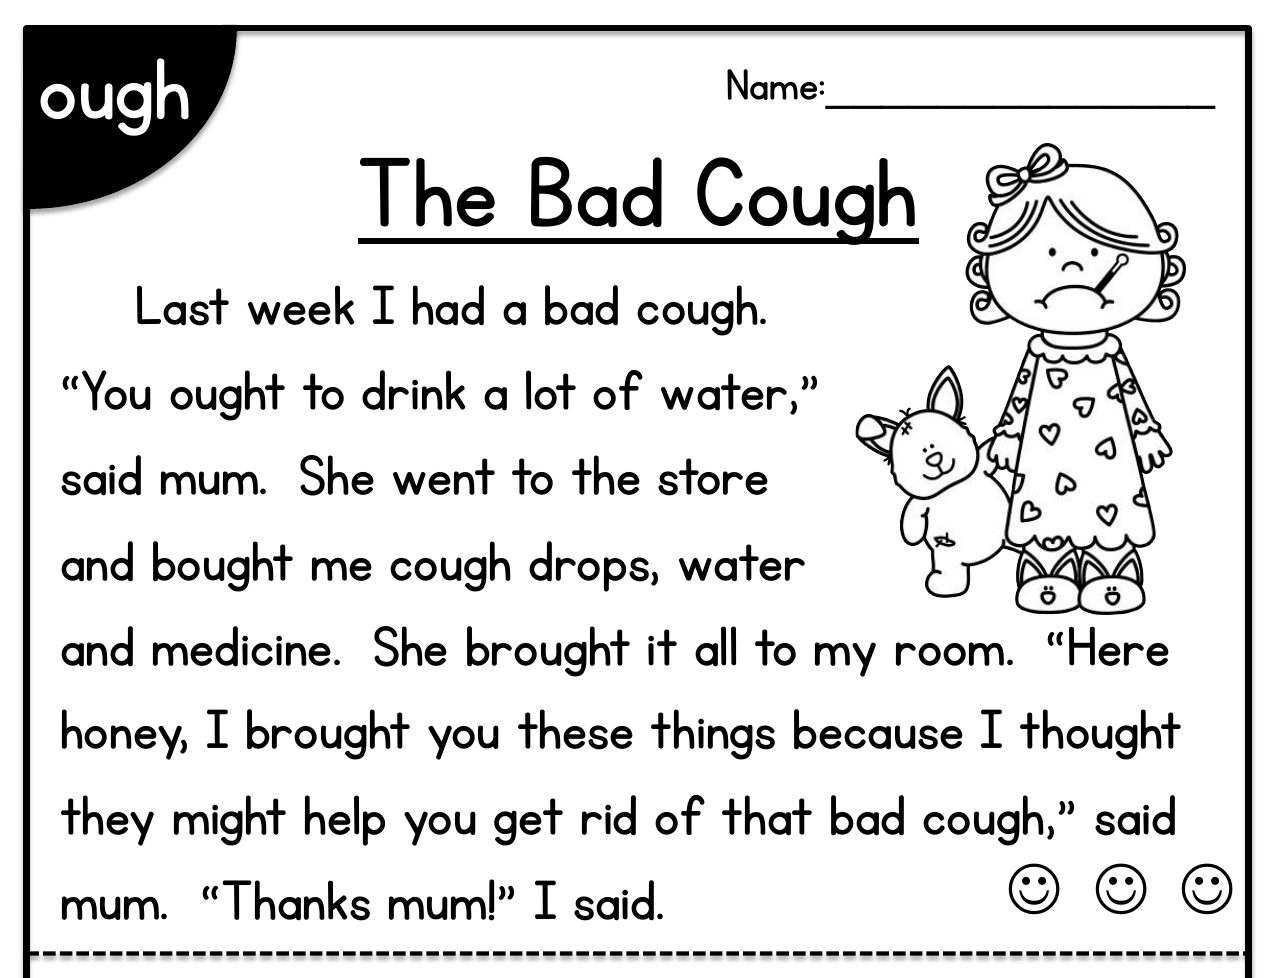 ough
Name:
The Bad Cough
Last week I had a bad cough.
“You ought to drink a lot of water,”
said mum.  She went to the store
and bought me cough drops, water
and medicine.  She brought it all to my room.  “Here
honey, I brought you these things because I thought
they might help you get rid of that bad cough,” said
mum.  “Thanks mum!” I said.